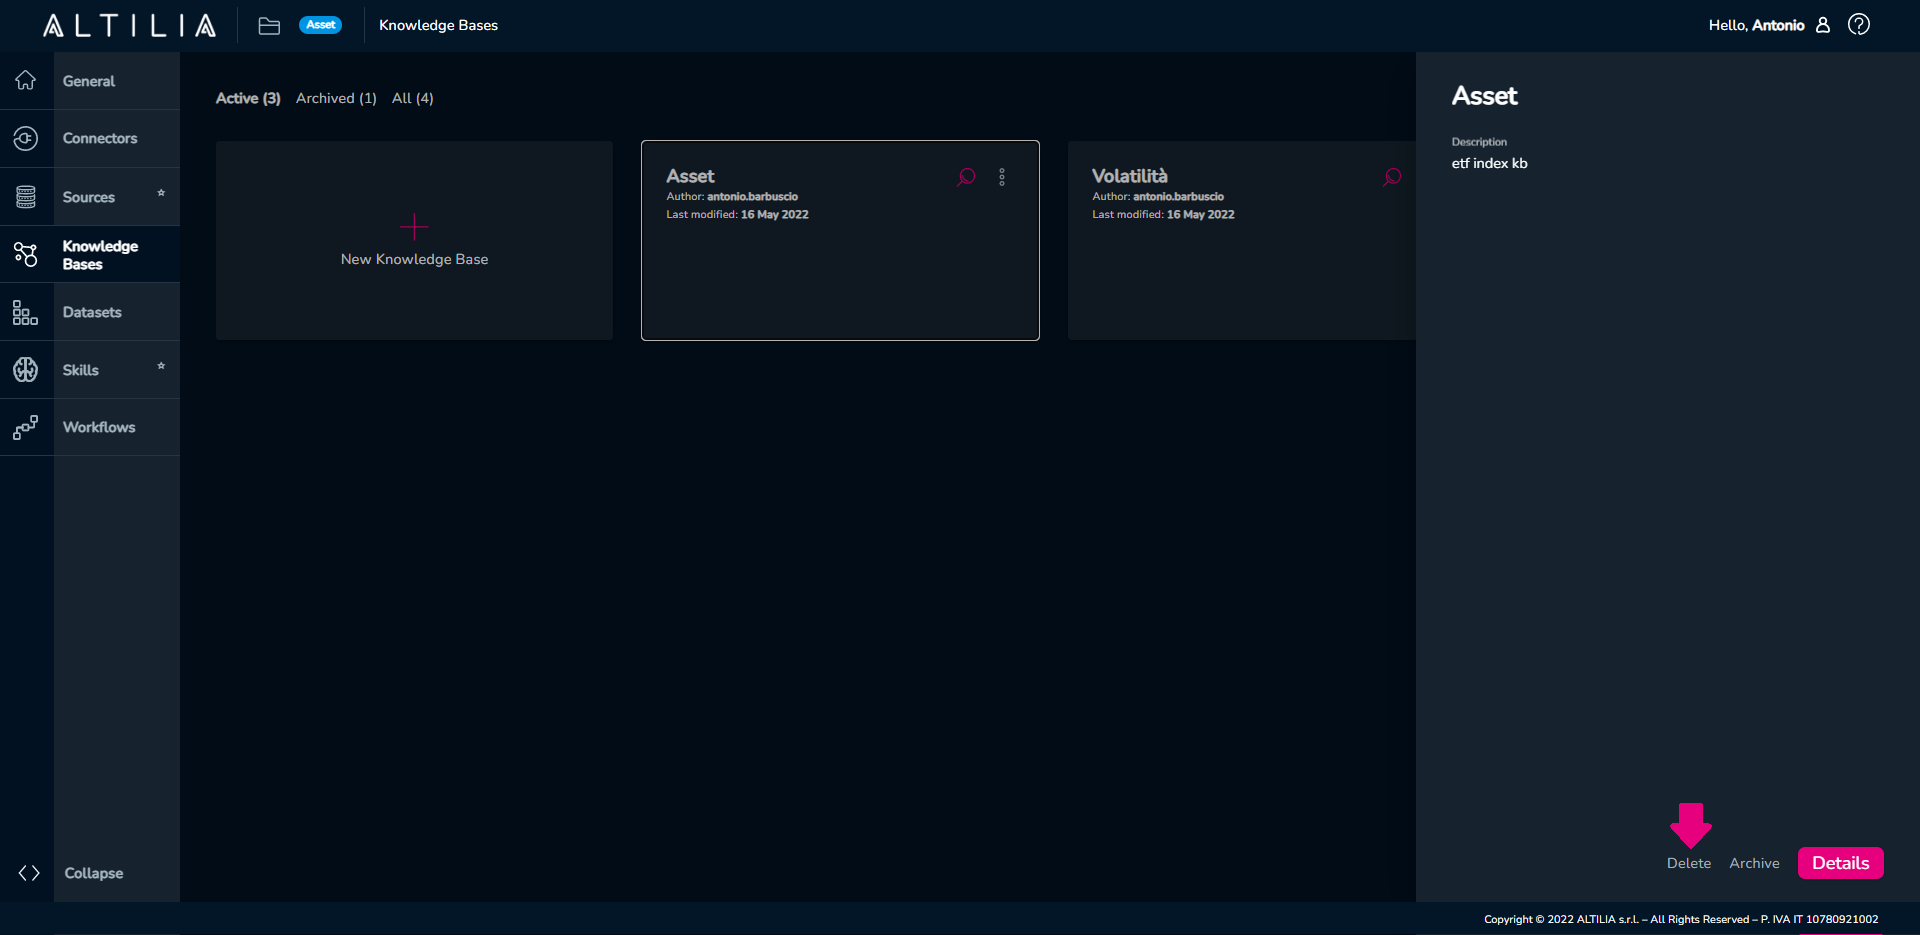 ALTILIA
Asset
Knowledge Bases
Hello, Antonio
General
Connectors
Sources
Knowledge
Bases
Datasets
Skills
Workflows
Collapse
Active (3) Archived (1) All (4)
New Knowledge Base
Asset
Author: antonio.barbuscio
Last modified: 16 May 2022
Volatilità
Author: antonio.barbuscio
Last modified: 16 May 2022
Asset
Description
etf index kb
Delete Archive Details
Copyright © 2022 ALTILIA s.r.l. – All Rights Reserved – P. IVA IT 10780921002